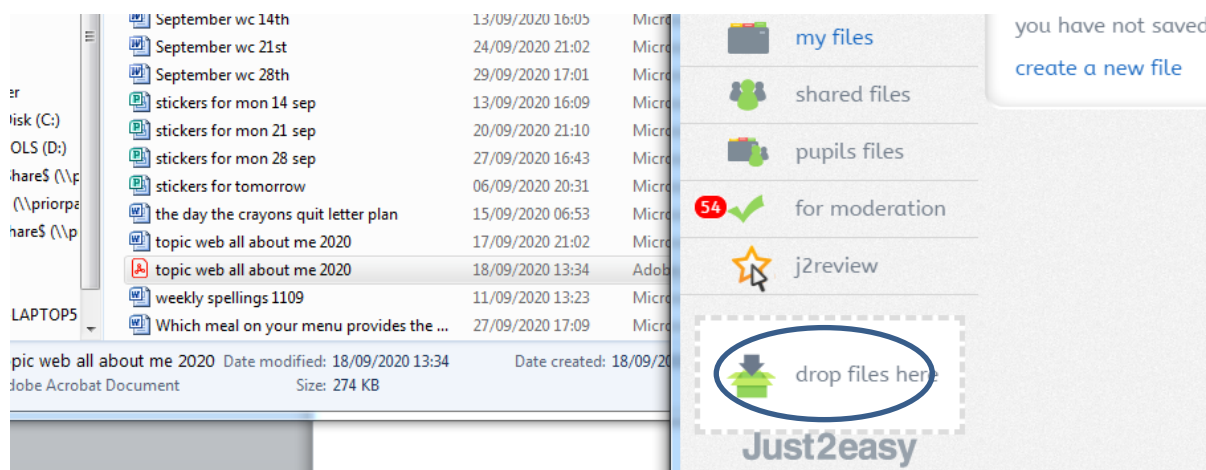 September wc 14th 13/09/2020 16:05 Micro
September wc 21st 24/09/2020 21:02 Micro
September wc 28th 29/09/2020 17:01 Micro
er stickers for mon 14 sep 13/09/2020 16:09 Micro
Disk (C:) stickers for mon 21 sep 20/09/2020 21:10 Micro
OLS (D:) stickers for mon 28 sep 27/09/2020 16:43 Micro
share$ (\\p stickers for tomorrow 06/09/2020 20:31 Micro
(\\priorpa the day the crayons quit letter plan 15/09/2020 06:53 Micro
hare$ (\\p topic web all about me 2020 17/09/2020 21:02 Micro
topic web all about me 2020 18/09/2020 13:34 Adob
weekly spellings 1109 11/09/2020 13:23 Micro
LAPTOP5 Which meal on your menu provides the ... 27/09/2020 17:09 Micro
pic web all about me 2020 Date modified: 18/09/2020 13:34 Date created: 18/09/20
dobe Acrobat Document Size: 274 KB
my files
shared files
pupils files
54 for moderation
j2review
drop files here
Just2easy
you have not saved
create a new file